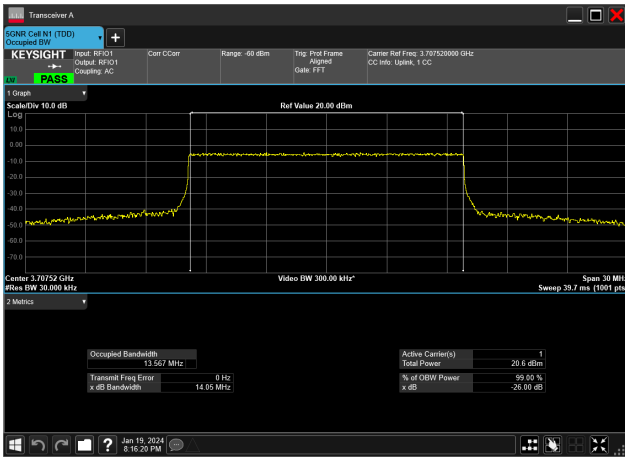 Transceiver A
5GNR Cell N1 (TDD)
Occupied BW
KEYSIGHT
Input: RFIO1
Output: RFIO1
Coupling: AC
Corr CCorr
Range: -60 dBm
Trig: Prot Frame
Aligned
Gate: FFT
Carrier Ref Freq: 3.707520000 GHz
CC Info: Uplink, 1 CC
PASS
1 Graph
Scale/Div 10.0 dB
Ref Value 20.00 dBm
Log
10.0
0.00
-10.0
-20.0
-30.0
-40.0
-50.0
-60.0
-70.0
Center 3.70752 GHz
Video BW 300.00 kHz*
Span 30 MHz
#Res BW 30.000 kHz
Sweep 39.7 ms (1001 pts
2 Metrics
Occupied Bandwidth
13.567 MHz
Transmit Freq Error 0 Hz
x dB Bandwidth 14.05 MHz
Active Carrier(s) 1
Total Power 20.6 dBm
% of OBW Power 99.00 %
x dB -26.00 dB
Jan 19, 2024
8:16:20 PM